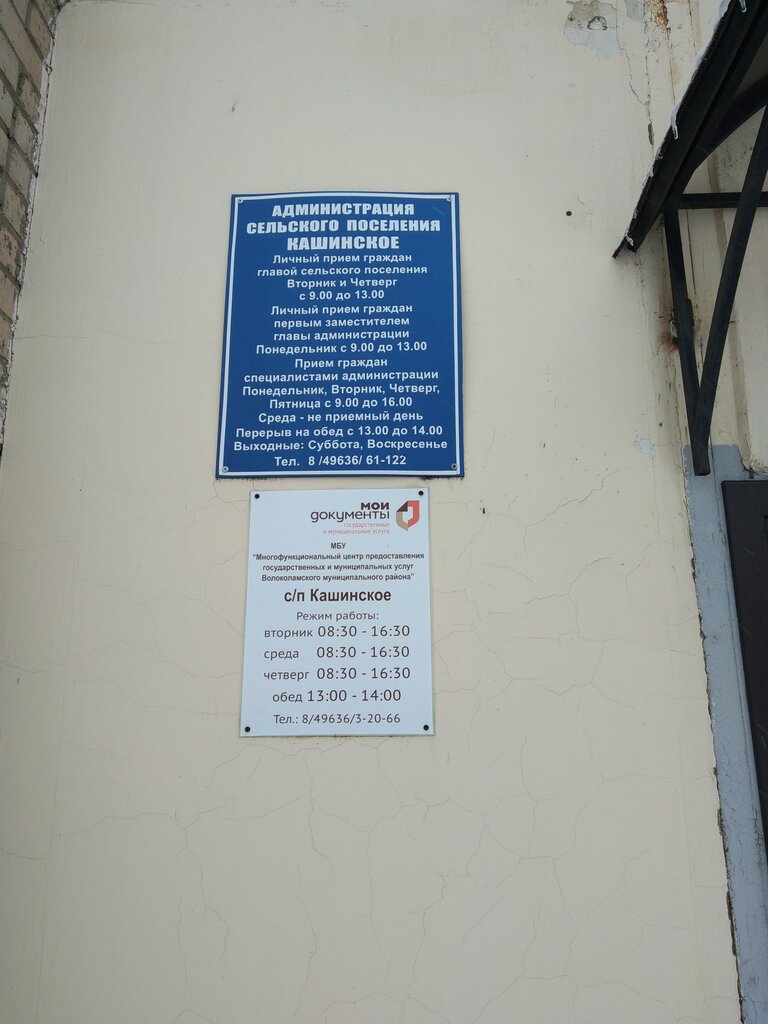 АДМИНИСТРАЦИЯ
СЕЛЬСКОГО ПОСЕЛЕНИЯ
КАШИНСКОЕ
Личный прием граждан
главой сельского поселения
Вторник и Четверг
с 9.00 до 13.00
Личный прием граждан
первым заместителем
главы администрации
Понедельник с 9.00 до 13.00
Прием граждан
специалистами администрации
Понедельник, Вторник, Четверг,
Пятница с 9.00 до 16.00
Среда - не приемный день
Перерыв на обед с 13.00 до 14.00
Выходные: Суббота, Воскресенье
Тел. 8 /49636/ 61-122
мои
документы
государственные
и муниципальные услуги
МБУ
"Многофункциональный центр предоставления
государственных и муниципальных услуг
Волоколамского муниципального района"
с/п Кашинское
Режим работы:
вторник 08:30 - 16:30
среда 08:30 - 16:30
четверг 08:30 - 16:30
обед 13:00 - 14:00
Тел.: 8/49636/3-20-66